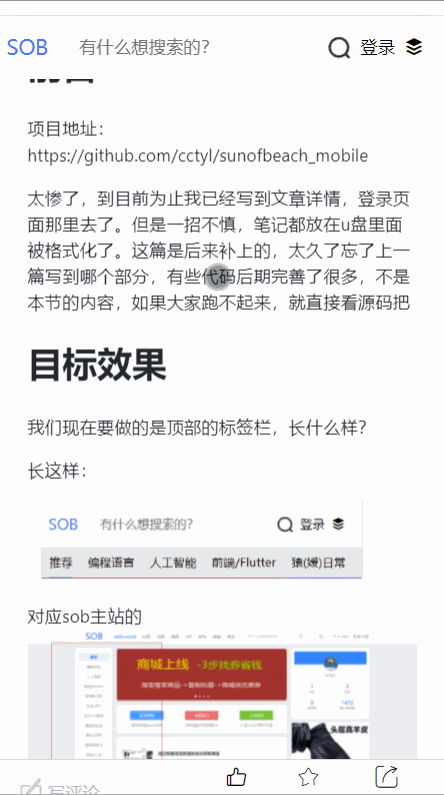 SOB 有什么想搜索的? 登录
前言
项目地址：
https://github.com/cctyl/sunofbeach_mobile
太惨了，到目前为止我已经写到文章详情，登录页
面那里去了。但是一招不慎，笔记都放在u盘里面
被格式化了。这篇是后来补上的，太久了忘了上一
篇写到哪个部分，有些代码后期完善了很多，不是
本节的内容，如果大家跑不起来，就直接看源码把
目标效果
我们现在要做的是顶部的标签栏，长什么样？
长这样：
SOB 有什么想搜索的? 登录
推荐 编程语言 人工智能 前端/Flutter 猿(媛)日常
对应sob主站的
SOB
商城上线 -3步找券省钱
头层真羊皮
写评论